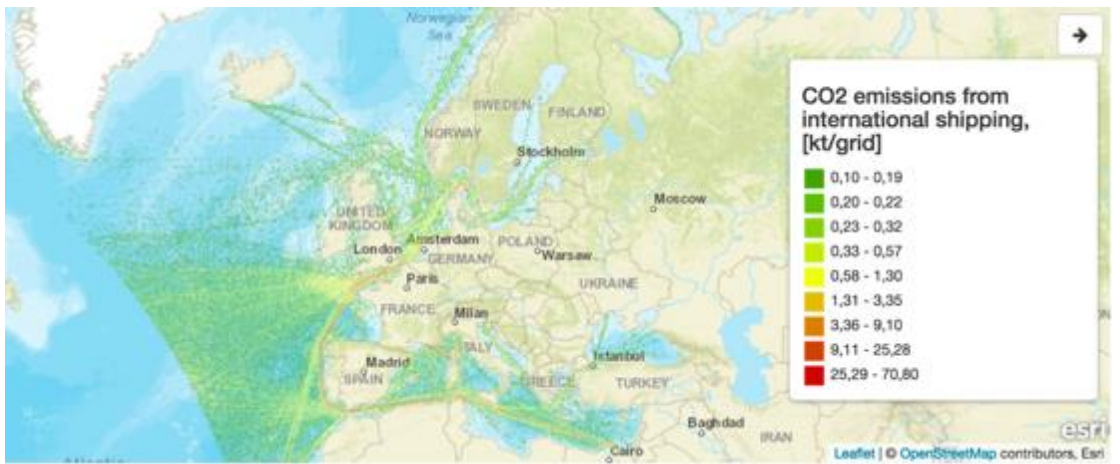 Norwegian
Sea
SWEDEN
FINLAND
NORWAY
Stockholm
Moscow
UNITED
KINGDOM
Amsterdam
London
POLAND
GERMANY
Warsaw
Paris
UKRAINE
FRANCE
Milan
ITALY
Istanbul
Madrid
SPAIN
GREECE
TURKEY
Baghdad
IRAN
Cairo
Atlantic
CO2 emissions from
international shipping,
[kt/grid]
0,10 - 0,19
0,20 - 0,22
0,23 - 0,32
0,33 - 0,57
0,58 - 1,30
1,31 - 3,35
3,36 - 9,10
9,11 - 25,28
25,29 - 70,80
esri
Leaflet | © OpenStreetMap contributors, Esri